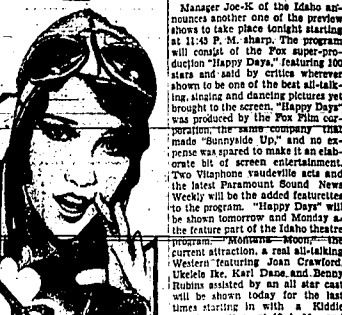 Manager Joe-K of the Idaho an-
nounces another one of the preview
shows to take place tonight starting
at 11:45 P. M. sharp. The program
will consist of the Fox super-pro-
duction "Happy Days," featuring 100
stars and said by critics wherever
shown to be one of the best all-talk-
ing, singing and dancing pictures yet
brought to the screen. "Happy Days"
was produced by the Fox Film cor-
poration, the same company that
made "Sunnyside Up," and no ex-
pense was spared to make it an elab-
orate bit of screen entertainment.
Two Vitaphone vaudeville acts and
the latest Paramount Sound News
Weekly will be the added featurettes
to the program. "Happy Days" will
be shown tomorrow and Monday as
the feature part of the Idaho theatre
program. "Montana Moon," the
current attraction, a real all-talking
Western featuring Joan Crawford,
Ukelele Ike, Karl Dane, and Benny
Rubins assisted by an all star cast
will be shown today for the last
times starting in with a Kiddie